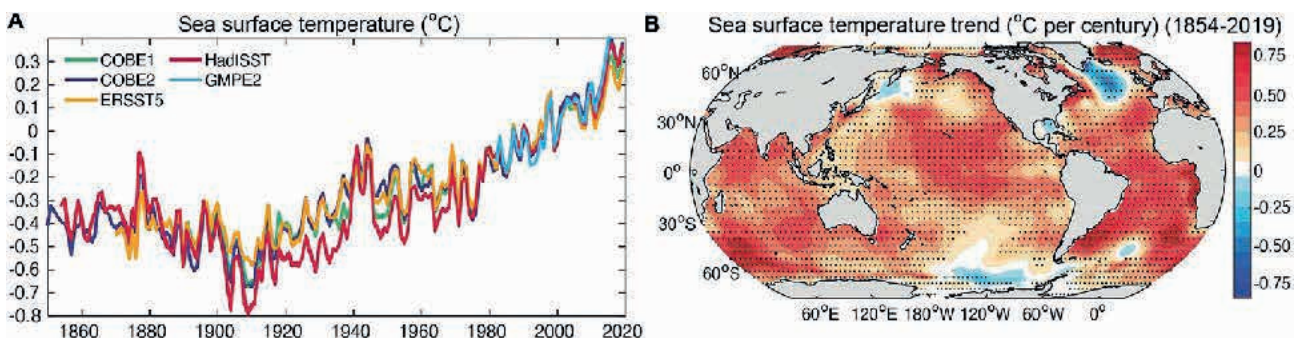 A
Sea surface temperature (°C)
0.3
0.2
0.1
0
-0.1
-0.2
-0.3
-0.4
-0.5
-0.6
-0.7
-0.8
COBE1
COBE2
ERSST5
HadISST
GMPE2
1860 1880 1900 1920 1940 1960 1980 2000 2020
B
Sea surface temperature trend (°C per century) (1854-2019)
60°N
30°N
0°
30°S
60°S
60°E 120°E 180°W 120°W 60°W 0°
0.75
0.50
0.25
0
-0.25
-0.50
-0.75